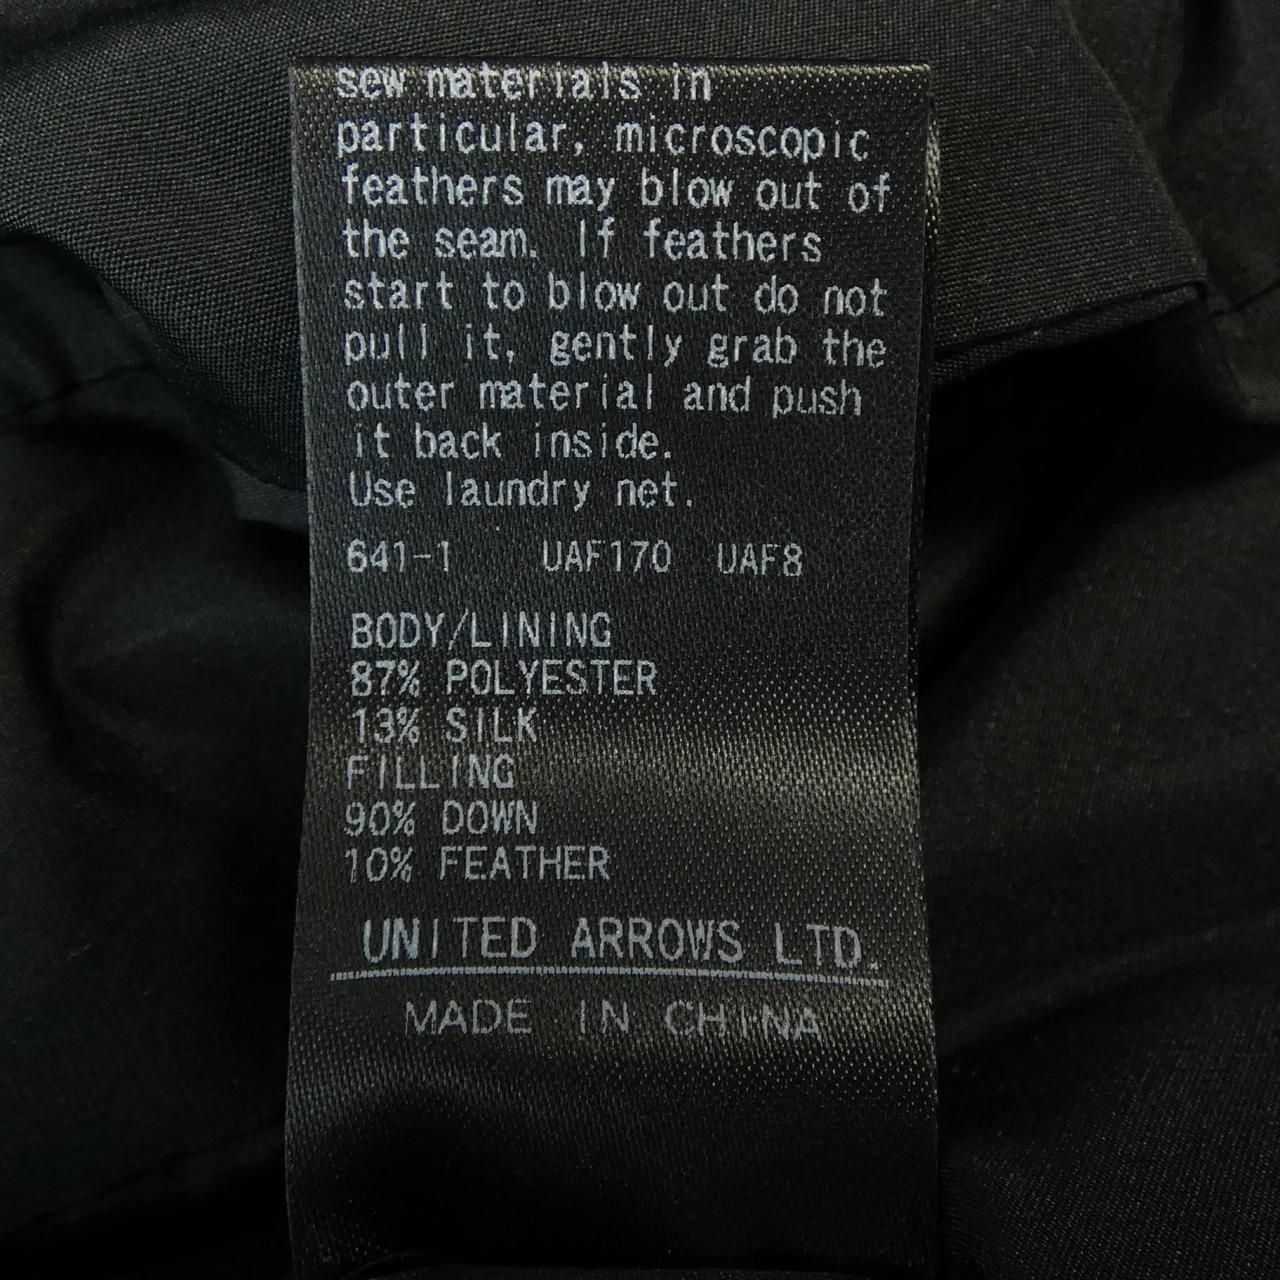 sew materials in
particular, microscopic
feathers may blow out of
the seam. If feathers
start to blow out do not
pull it, gently grab the
outer material and push
it back inside.
Use laundry net.
641-1 UAF170 UAF8
BODY/LINING
87% POLYESTER
13% SILK
FILLING
90% DOWN
10% FEATHER
UNITED ARROWS LTD.
MADE IN CHINA